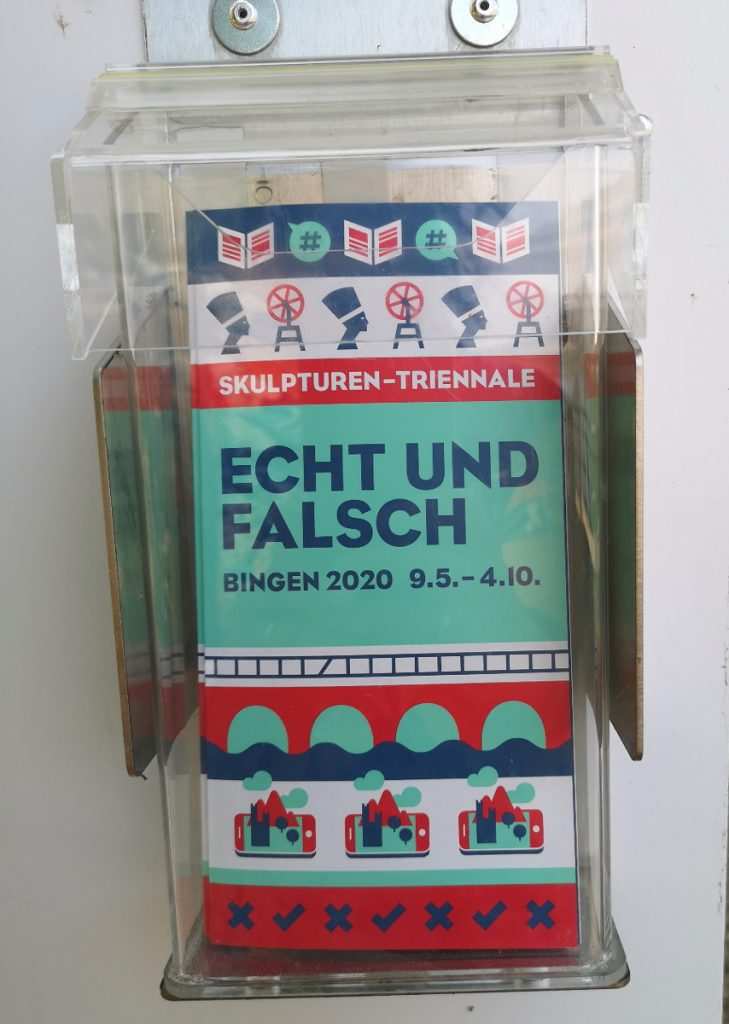 # #
SKULPTUREN-TRIENNALE
ECHT UND
FALSCH
BINGEN 2020 9.5.-4.10.